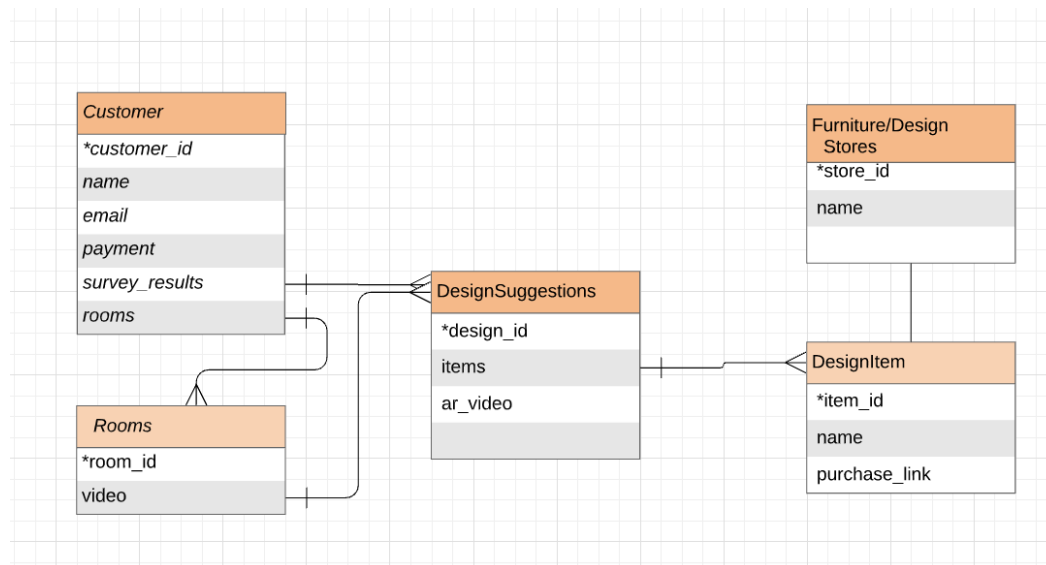 Customer
*customer_id
name
email
payment
survey_results
rooms
Rooms
*room_id
video
DesignSuggestions
*design_id
items
ar_video
Furniture/Design
Stores
*store_id
name
DesignItem
*item_id
name
purchase_link